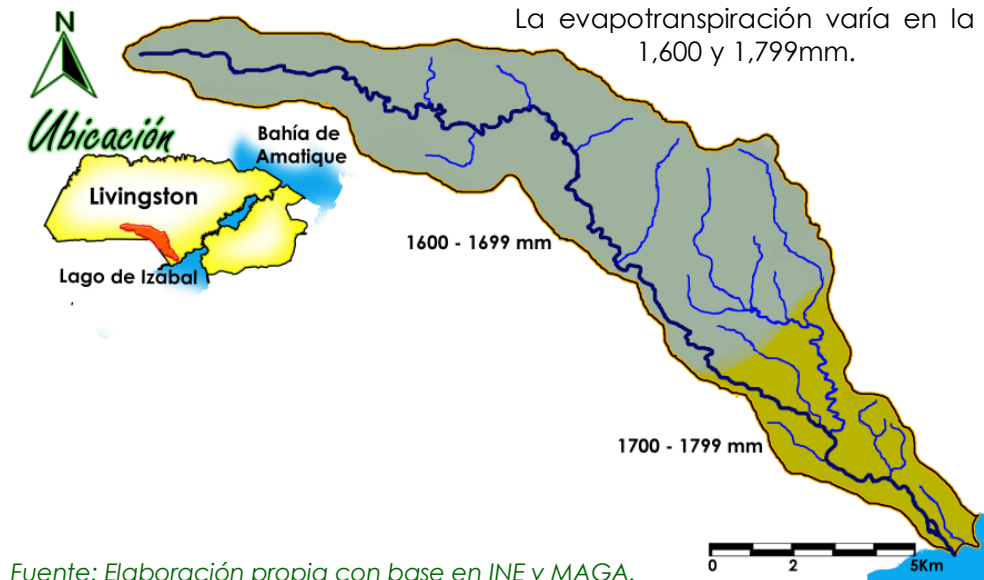 La evapotranspiración varía en la
1,600 y 1,799mm.
N
Ubicación
Bahía de
Amatique
Livingston
Lago de Izabal
1600 - 1699 mm
1700 - 1799 mm
0 2 5Km
Fuente: Elaboración propia con base en INE y MAGA.